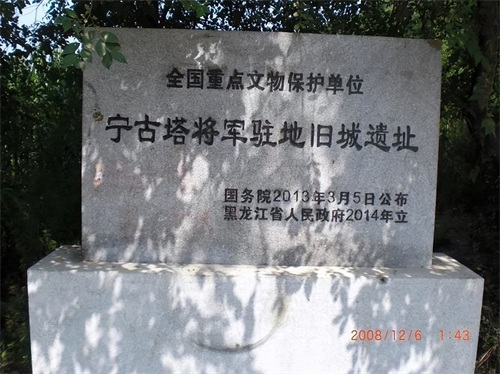 全国重点文物保护单位
宁古塔将军驻地旧城遗址
国务院2013年3月5日公布
黑龙江省人民政府2014年立
2008/12/6 1:43